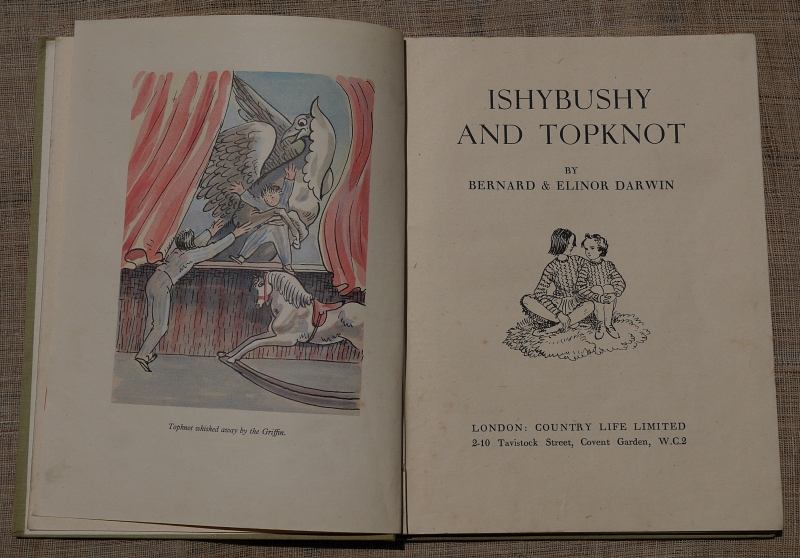 Topknot whisked away by the Griffin.
ISHYBUSHY
AND TOPKNOT
BY
BERNARD & ELINOR DARWIN
LONDON: COUNTRY LIFE LIMITED
2-10 Tavistock Street, Covent Garden, W.C.2